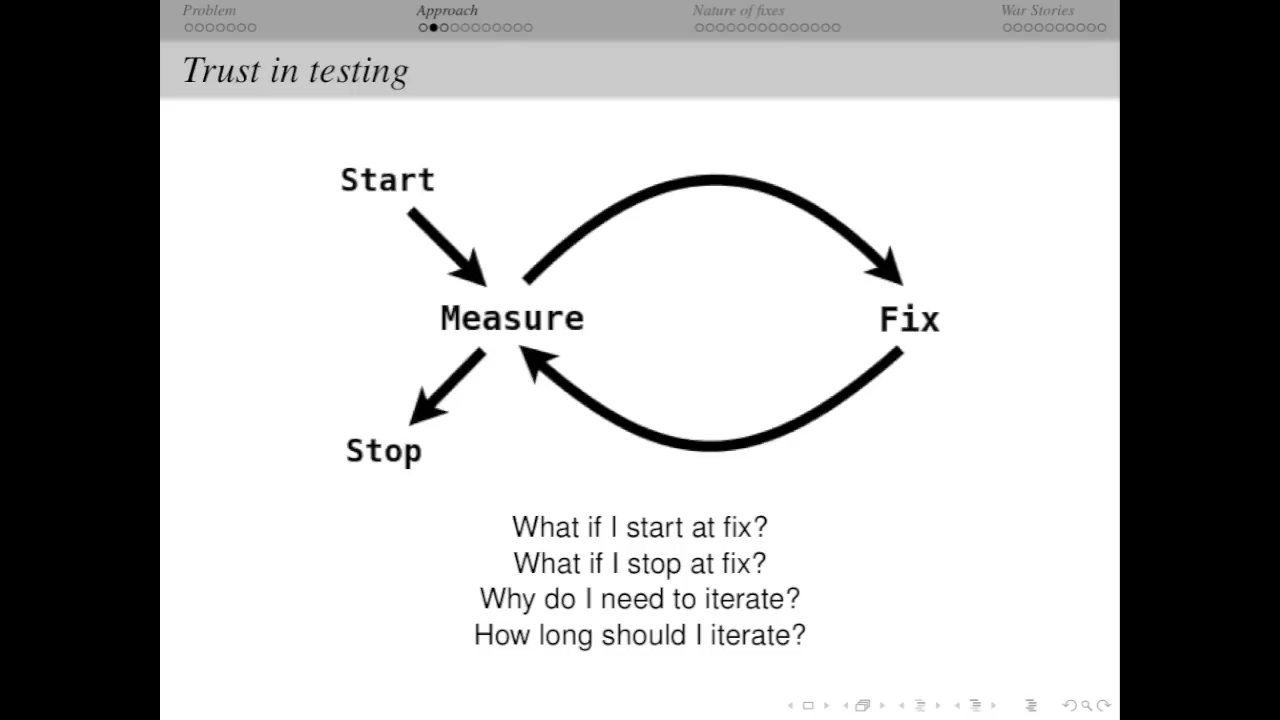 Problem Approach Nature of fixes War Stories
Trust in testing
Start
Measure Fix
Stop
What if I start at fix?
What if I stop at fix?
Why do I need to iterate?
How long should I iterate?